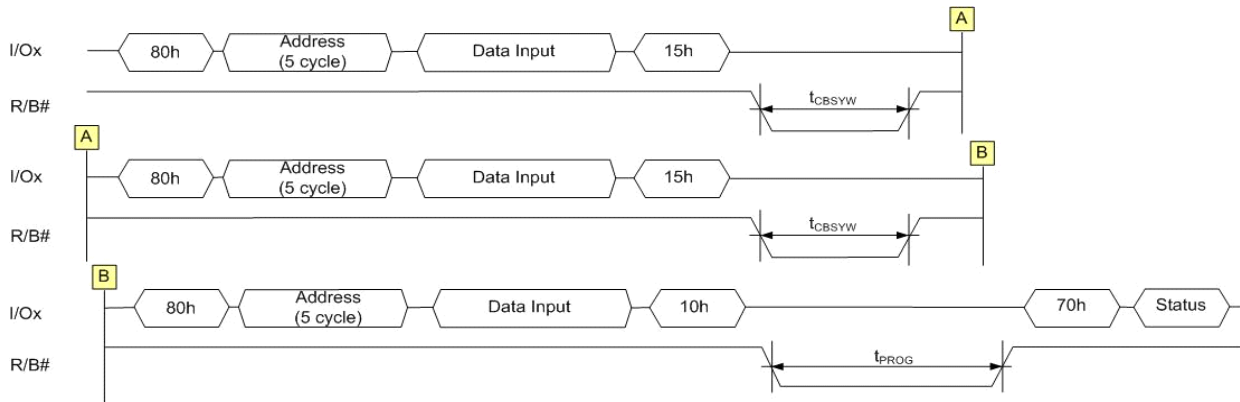 A
I/Ox 80h Address (5 cycle) Data Input 15h
R/B# tCBSYW
A B
I/Ox 80h Address (5 cycle) Data Input 15h
R/B# tCBSYW
B
I/Ox 80h Address (5 cycle) Data Input 10h 70h Status
R/B# tPROG